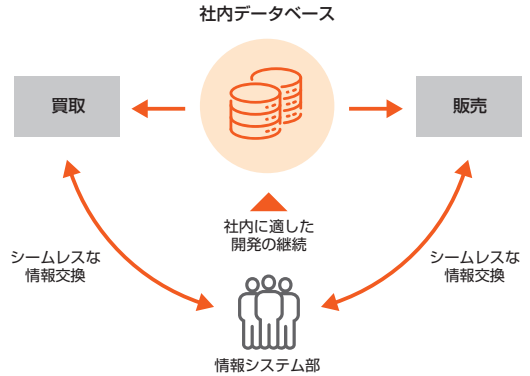 社内データベース
買取
販売
社内に適した
開発の継続
シームレスな
情報交換
シームレスな
情報交換
情報システム部